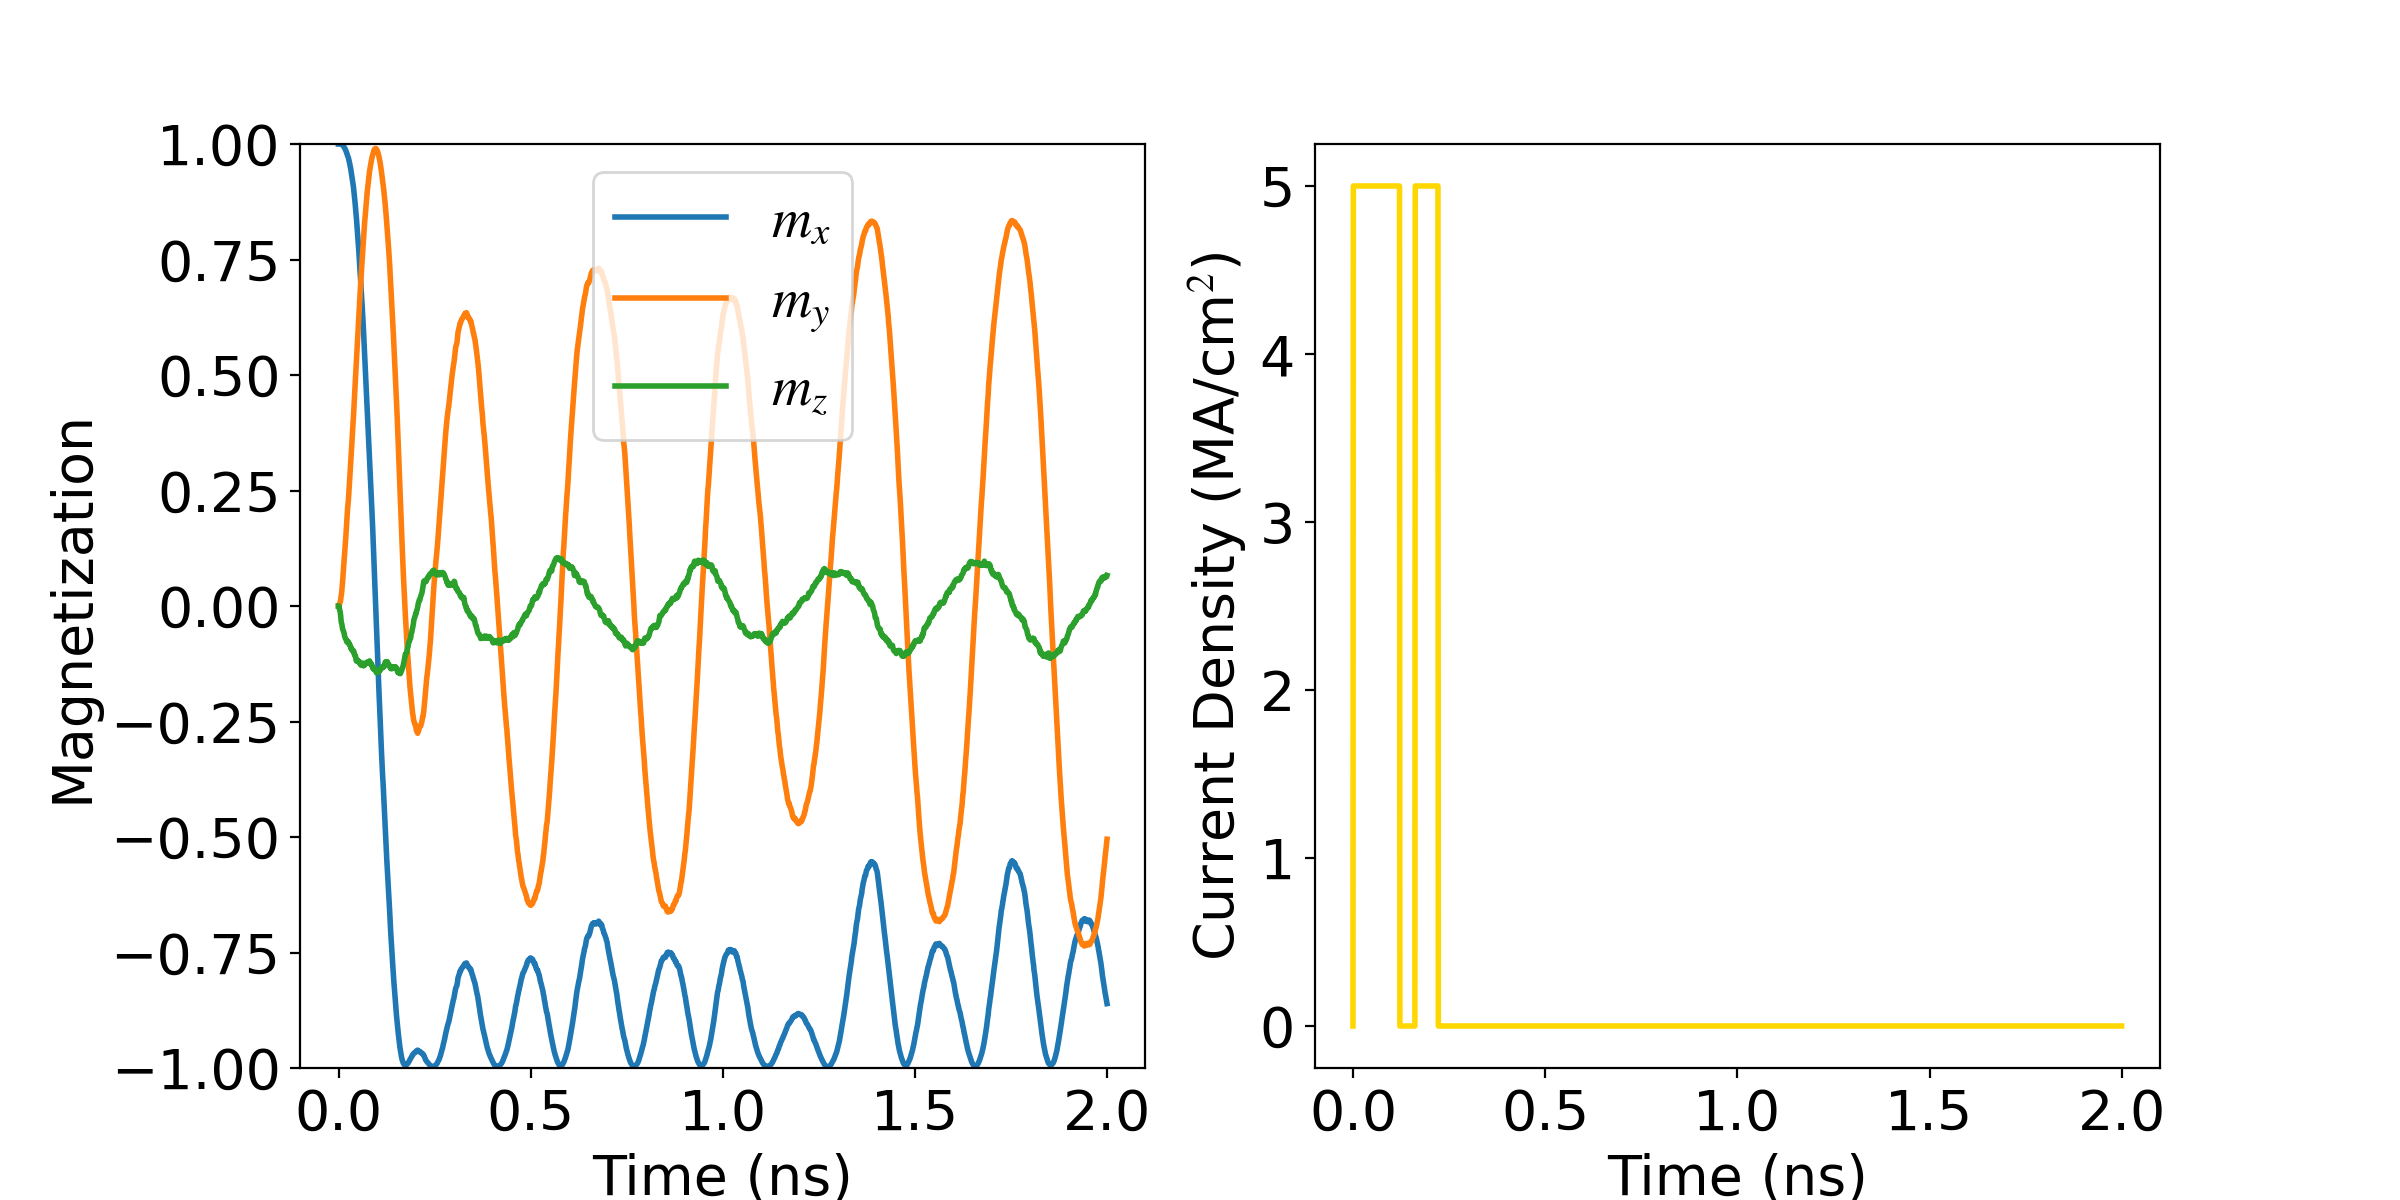 Magnetization
1.00
0.75
0.50
0.25
0.00
−0.25
−0.50
−0.75
−1.00
0.0 0.5 1.0 1.5 2.0
Time (ns)
m_x
m_y
m_z
Current Density (MA/cm²)
5
4
3
2
1
0
0.0 0.5 1.0 1.5 2.0
Time (ns)